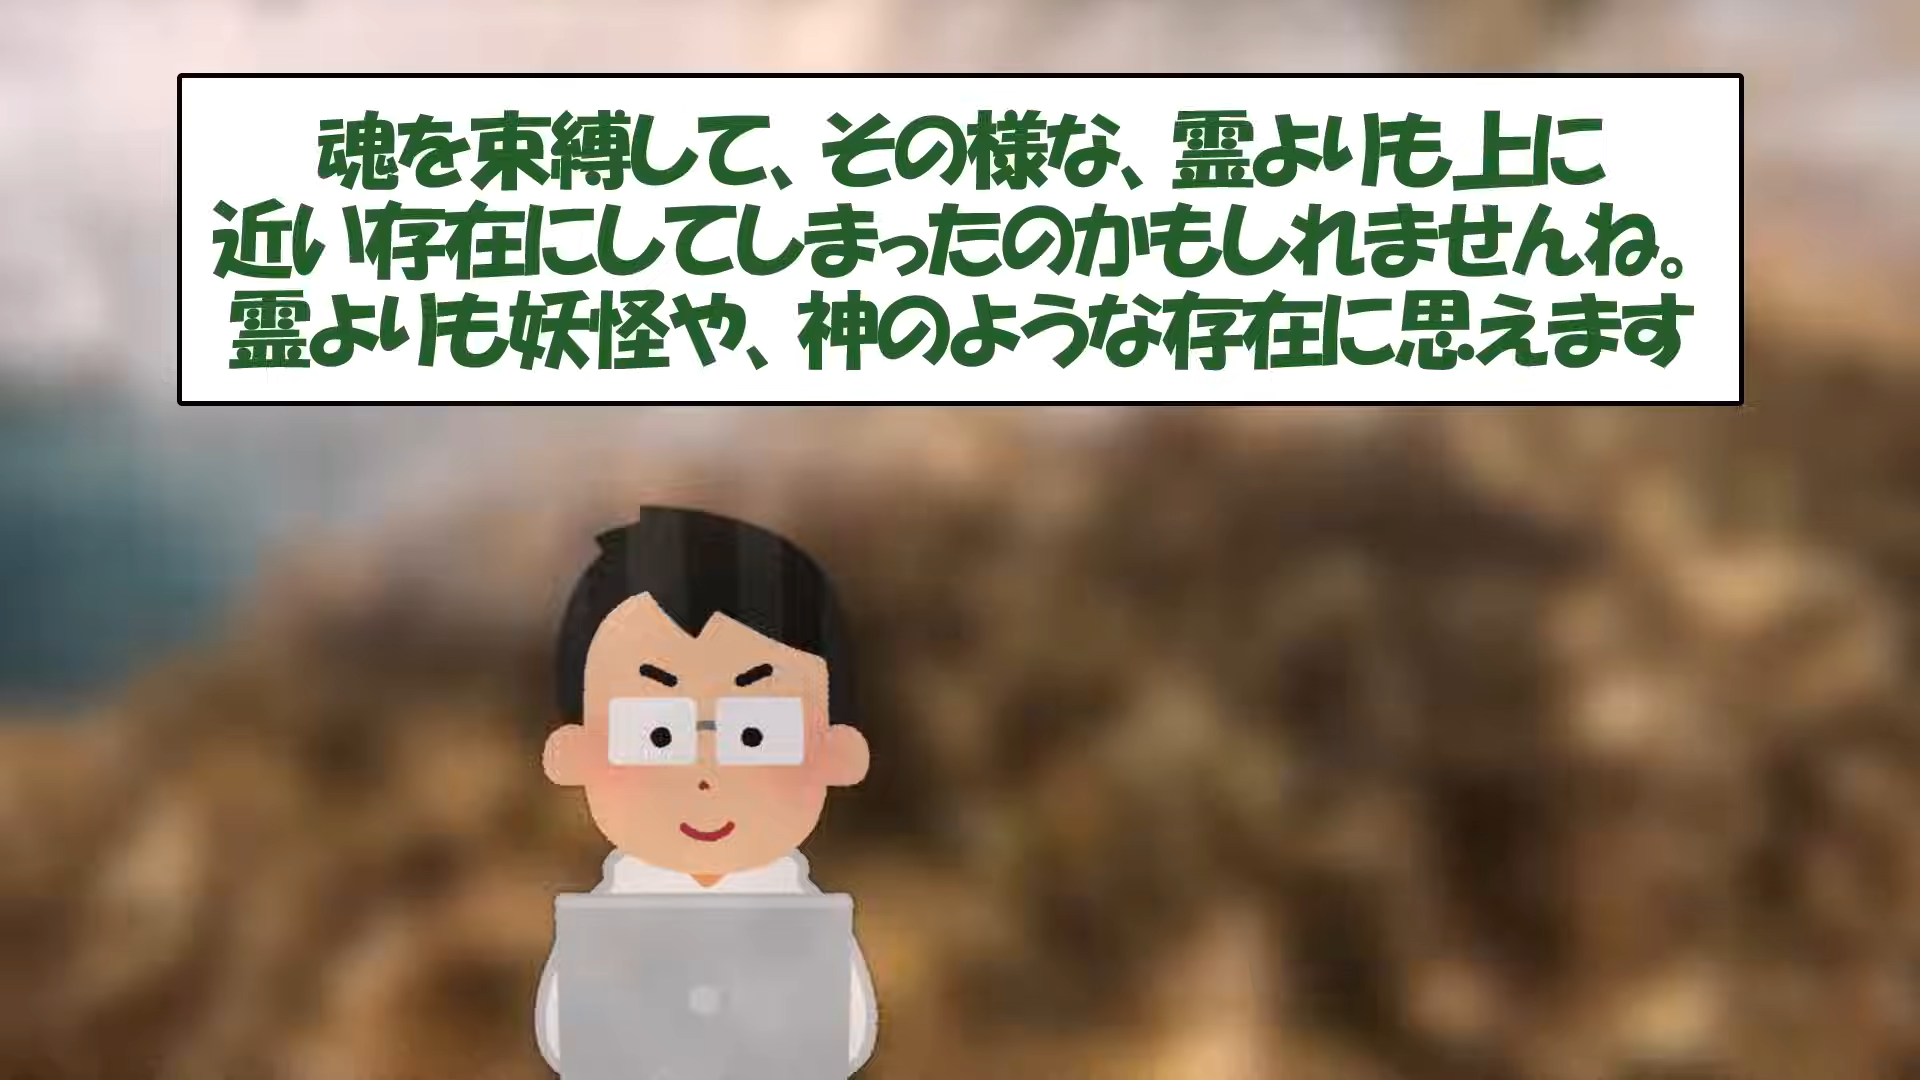 魂を束縛して、その様な、霊よりも上に
近い存在にしてしまったのかもしれませんね。
霊よりも妖怪や、神のような存在に思えます